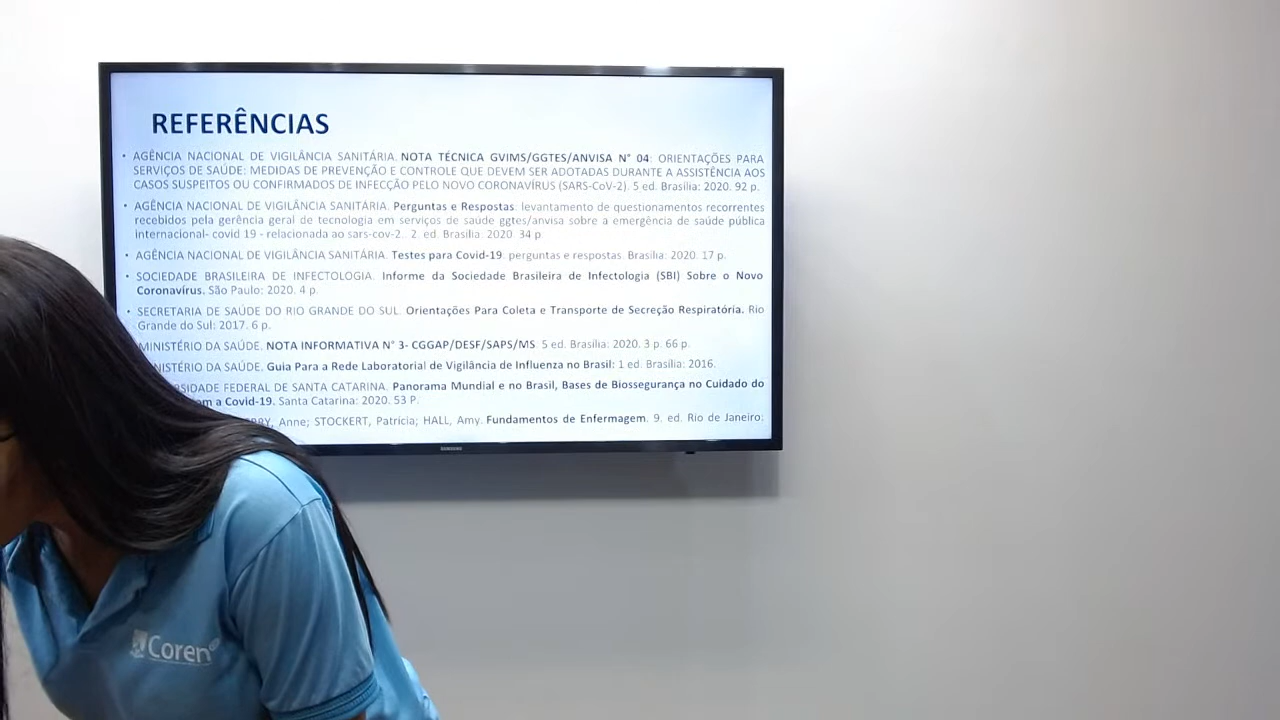 REFERÊNCIAS
• AGÊNCIA NACIONAL DE VIGILÂNCIA SANITÁRIA. NOTA TÉCNICA GVIMS/GGTES/ANVISA N° 04: ORIENTAÇÕES PARA
SERVIÇOS DE SAÚDE: MEDIDAS DE PREVENÇÃO E CONTROLE QUE DEVEM SER ADOTADAS DURANTE A ASSISTÊNCIA AOS
CASOS SUSPEITOS OU CONFIRMADOS DE INFECÇÃO PELO NOVO CORONAVÍRUS (SARS-CoV-2). 5 ed. Brasília: 2020. 92 p.
• AGÊNCIA NACIONAL DE VIGILÂNCIA SANITÁRIA. Perguntas e Respostas: levantamento de questionamentos recorrentes
recebidos pela gerência geral de tecnologia em serviços de saúde ggtes/anvisa sobre a emergência de saúde pública
internacional- covid 19 - relacionada ao sars-cov-2.. 2. ed. Brasília: 2020. 34 p.
• AGÊNCIA NACIONAL DE VIGILÂNCIA SANITÁRIA. Testes para Covid-19: perguntas e respostas. Brasília: 2020. 17 p.
• SOCIEDADE BRASILEIRA DE INFECTOLOGIA. Informe da Sociedade Brasileira de Infectologia (SBI) Sobre o Novo
Coronavírus. São Paulo: 2020. 4 p.
• SECRETARIA DE SAÚDE DO RIO GRANDE DO SUL. Orientações Para Coleta e Transporte de Secreção Respiratória. Rio
Grande do Sul: 2017. 6 p.
MINISTÉRIO DA SAÚDE. NOTA INFORMATIVA N° 3- CGGAP/DESF/SAPS/MS. 5 ed. Brasília: 2020. 3 p. 66 p.
NISTÉRIO DA SAÚDE. Guia Para a Rede Laboratorial de Vigilância de Influenza no Brasil: 1 ed. Brasília: 2016.
SIDADE FEDERAL DE SANTA CATARINA. Panorama Mundial e no Brasil, Bases de Biossegurança no Cuidado do
m a Covid-19. Santa Catarina: 2020. 53 P.
RRY, Anne; STOCKERT, Patricia; HALL, Amy. Fundamentos de Enfermagem. 9. ed. Rio de Janeiro:
SAMSUNG
Coren